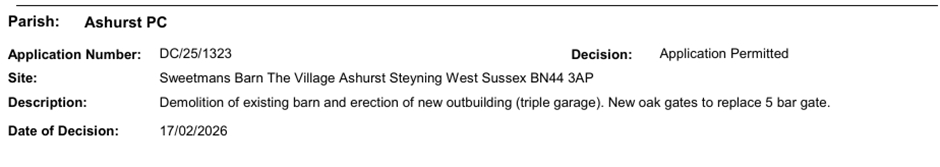 Parish: Ashurst PC
Application Number: DC/25/1323 Decision: Application Permitted
Site: Sweetmans Barn The Village Ashurst Steyning West Sussex BN44 3AP
Description: Demolition of existing barn and erection of new outbuilding (triple garage). New oak gates to replace 5 bar gate.
Date of Decision: 17/02/2026